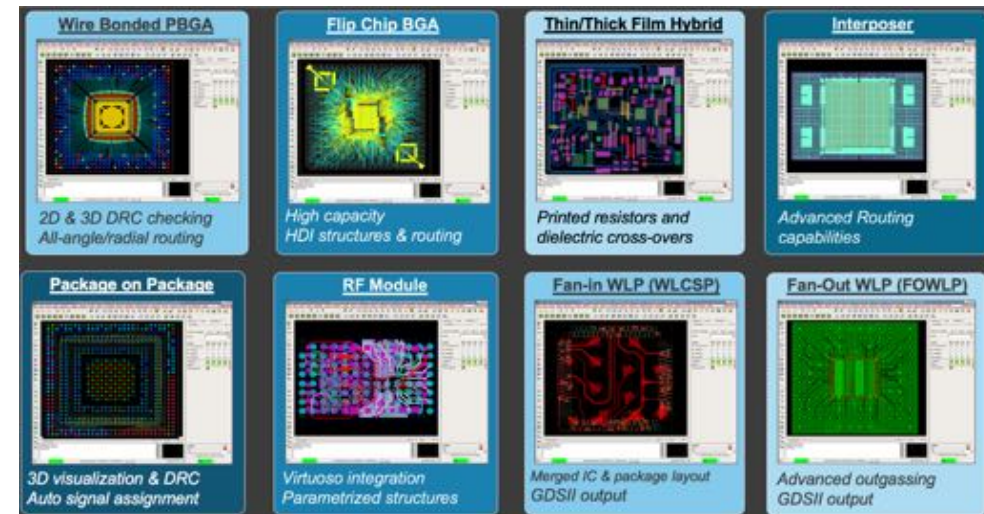 Wire Bonded PBGA
2D & 3D DRC checking
All-angle/radial routing
Flip Chip BGA
High capacity
HDI structures & routing
Thin/Thick Film Hybrid
Printed resistors and
dielectric cross-overs
Interposer
Advanced Routing
capabilities
Package on Package
3D visualization & DRC
Auto signal assignment
RF Module
Virtuoso integration
Parametrized structures
Fan-in WLP (WLCSP)
Merged IC & package layout
GDSII output
Fan-Out WLP (FOWLP)
Advanced outgassing
GDSII output